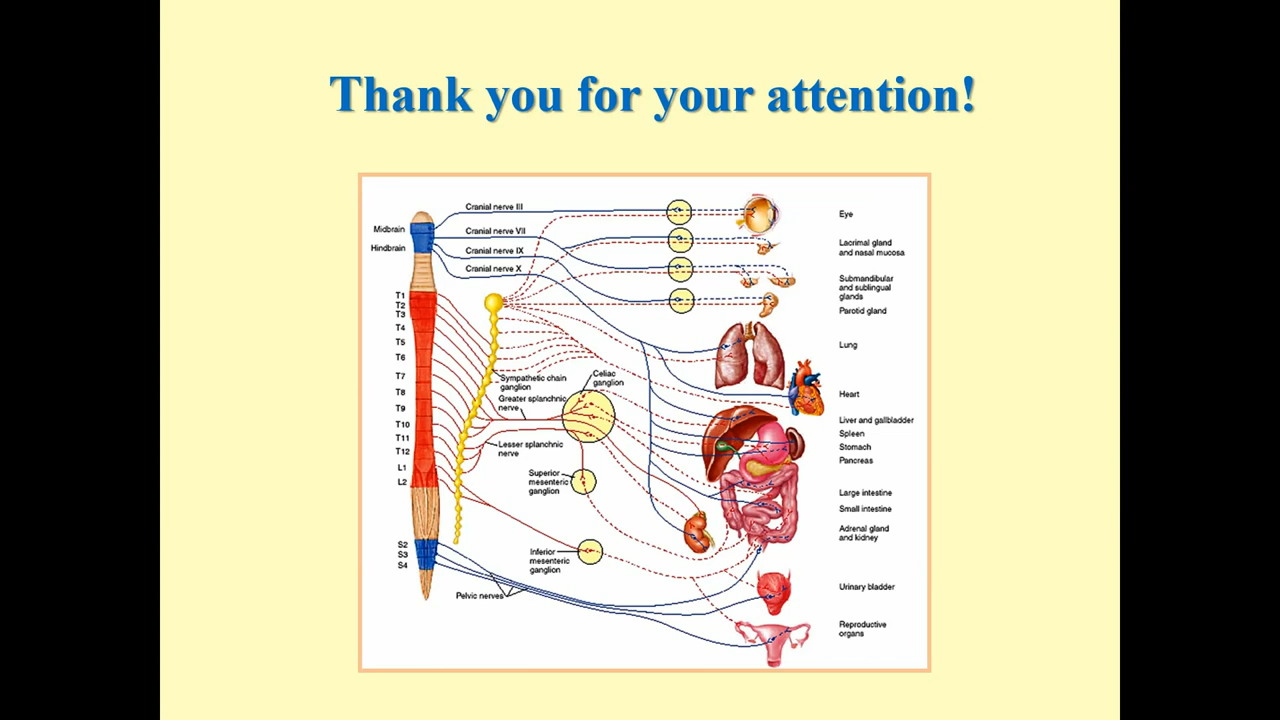 Thank you for your attention!
Cranial nerve III
Midbrain
Cranial nerve VII
Hindbrain
Cranial nerve IX
Cranial nerve X
T1
T2
T3
T4
T5
T6
T7
T8
T9
T10
T11
T12
L1
L2
S2
S3
S4
Sympathetic chain
ganglion
Celiac
ganglion
Greater splanchnic
nerve
Lesser splanchnic
nerve
Superior
mesenteric
ganglion
Inferior
mesenteric
ganglion
Pelvic nerves
Eye
Lacrimal gland
and nasal mucosa
Submandibular
and sublingual
glands
Parotid gland
Lung
Heart
Liver and gallbladder
Spleen
Stomach
Pancreas
Large intestine
Small intestine
Adrenal gland
and kidney
Urinary bladder
Reproductive
organs